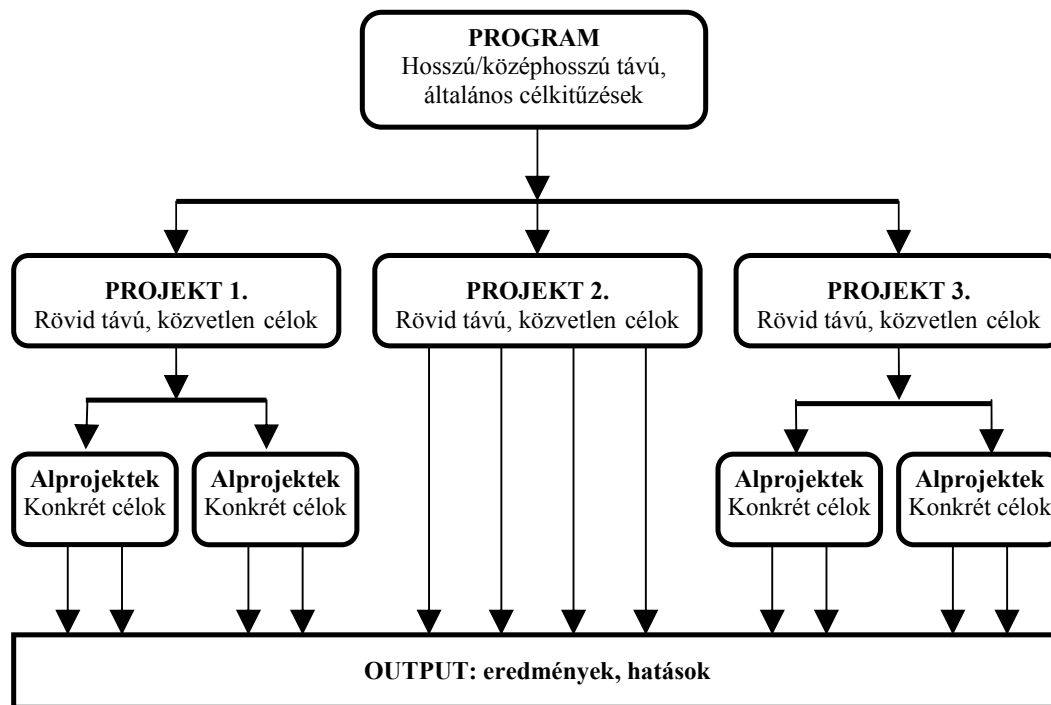 PROGRAM
Hosszú/középhosszú távú,
általános célkitűzések
PROJEKT 1.
Rövid távú, közvetlen célok
PROJEKT 2.
Rövid távú, közvetlen célok
PROJEKT 3.
Rövid távú, közvetlen célok
Alprojektek
Konkrét célok
Alprojektek
Konkrét célok
Alprojektek
Konkrét célok
Alprojektek
Konkrét célok
OUTPUT: eredmények, hatások